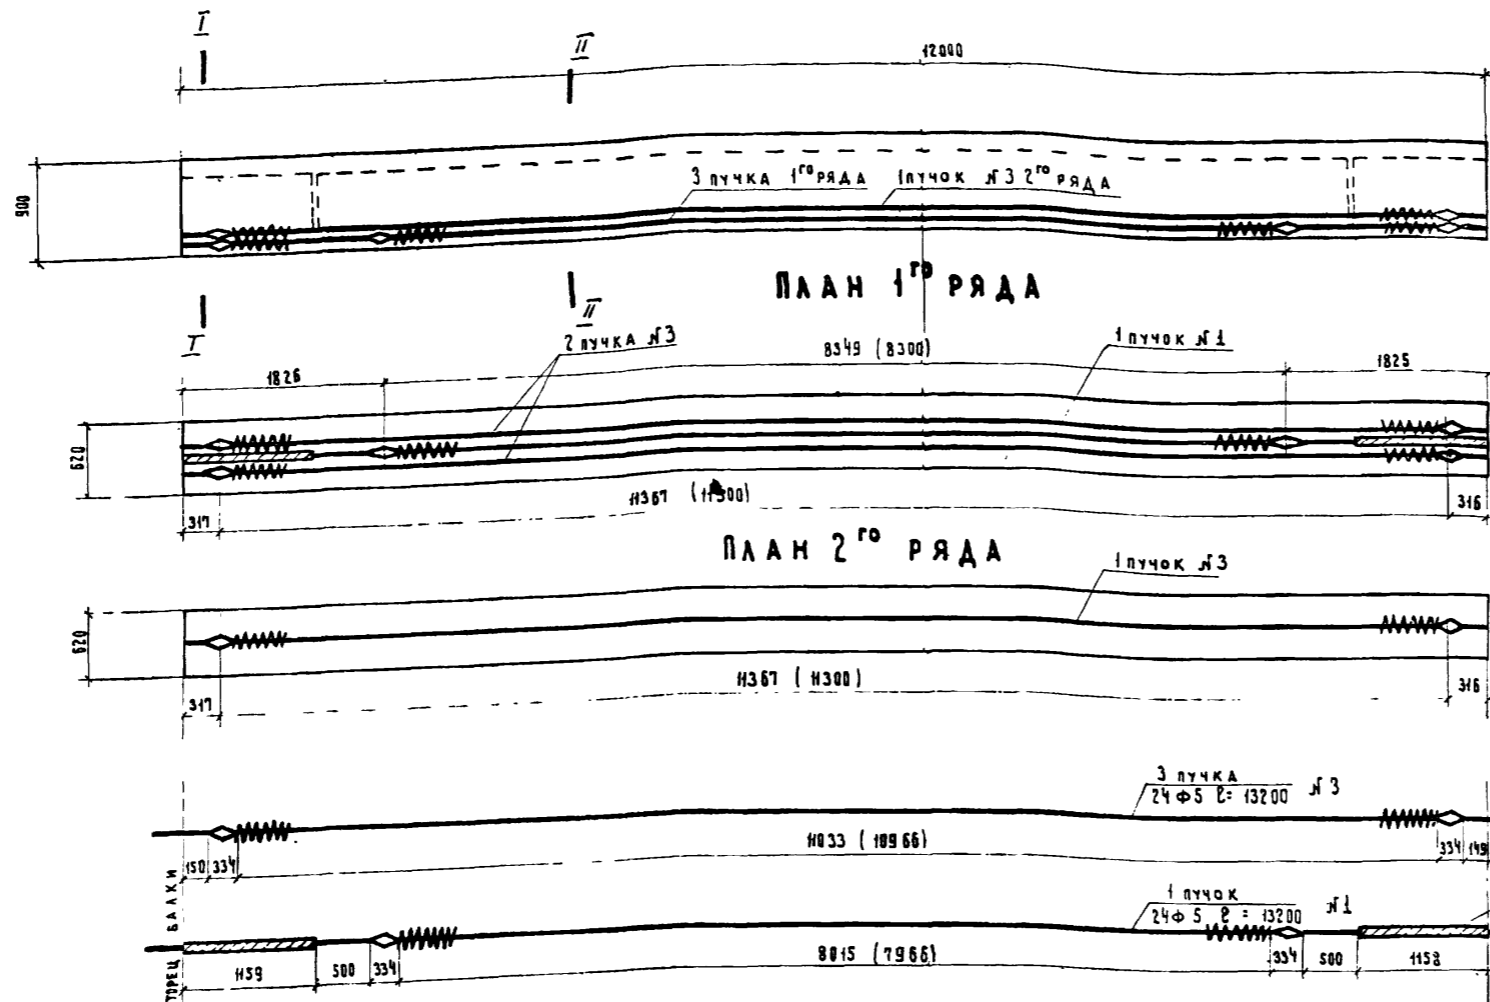 I
II
12000
900
3 ПУЧКА 1ГО РЯДА
1 ПУЧОК №3 2ГО РЯДА
I
II
ПЛАН 1ГО РЯДА
2 ПУЧКА №3
8349 (8300)
1 ПУЧОК №1
1826
1825
620
11367 (11300)
317
316
ПЛАН 2ГО РЯДА
1 ПУЧОК №3
620
11367 (11300)
317
316
3 ПУЧКА
24Ф5 ℓ= 13200 №3
11033 (10966)
150 334
334 149
ТОРЕЦ БАЛКИ
1 ПУЧОК
24Ф5 ℓ = 13200 №1
8015 (7966)
1159 500 334
334 500 1158